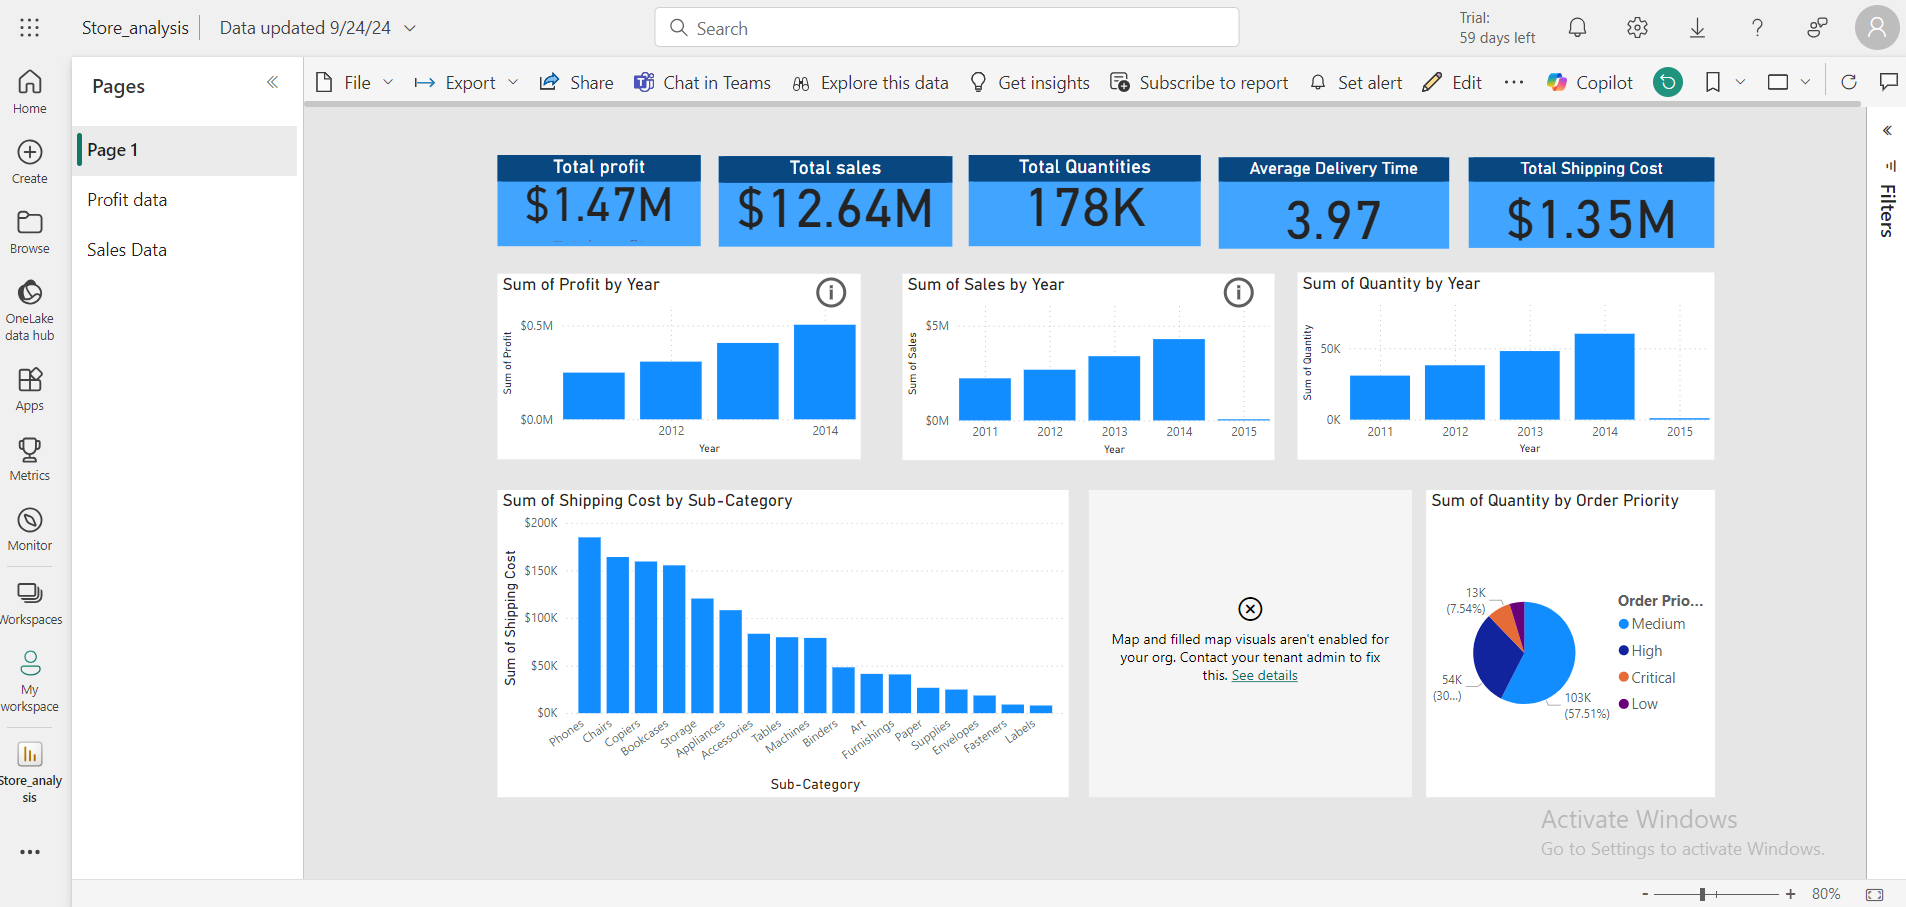 Store_analysis
Data updated 9/24/24
Search
Trial:
59 days left
Home
Create
Browse
OneLake
data hub
Apps
Metrics
Monitor
Workspaces
My
workspace
Store_analy
sis
Pages
Page 1
Profit data
Sales Data
File
Export
Share
Chat in Teams
Explore this data
Get insights
Subscribe to report
Set alert
Edit
Copilot
Filters
Total profit
$1.47M
Total sales
$12.64M
Total Quantities
178K
Average Delivery Time
3.97
Total Shipping Cost
$1.35M
Sum of Profit by Year
Sum of Profit
$0.5M
$0.0M
2012
2014
Year
Sum of Sales by Year
Sum of Sales
$5M
$0M
2011
2012
2013
2014
2015
Year
Sum of Quantity by Year
Sum of Quantity
50K
0K
2011
2012
2013
2014
2015
Year
Sum of Shipping Cost by Sub-Category
Sum of Shipping Cost
$200K
$150K
$100K
$50K
$0K
Phones
Chairs
Copiers
Bookcases
Storage
Appliances
Accessories
Tables
Machines
Binders
Art
Furnishings
Paper
Supplies
Envelopes
Fasteners
Labels
Sub-Category
Map and filled map visuals aren't enabled for
your org. Contact your tenant admin to fix
this. See details
Sum of Quantity by Order Priority
13K
(7.54%)
54K
(30...)
103K
(57.51%)
Order Prio...
Medium
High
Critical
Low
Activate Windows
Go to Settings to activate Windows.
- + 80%